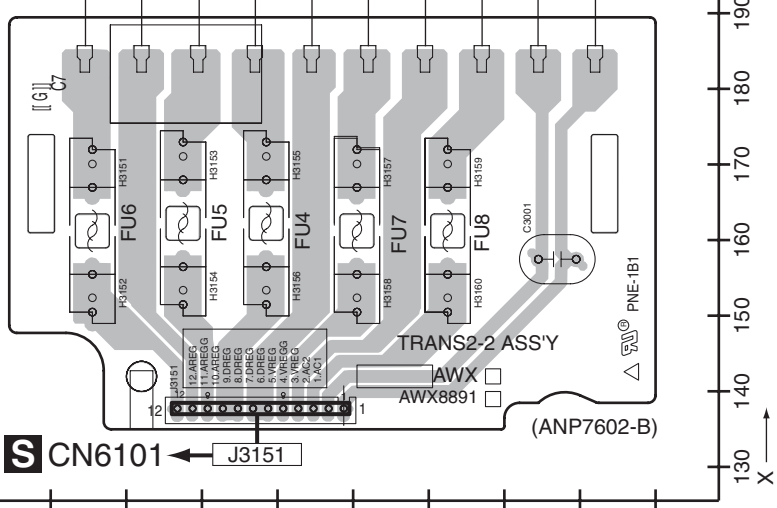 190
180
170
160
150
140
130
X
[[ G ]]
C7
H3151
H3153
H3155
H3157
H3159
FU6
FU5
FU4
FU7
FU8
C3001
H3152
H3154
H3156
H3158
H3160
PNE-1B1
TRANS2-2 ASS'Y
J3151
12.AREG
11.AREGG
10.AREG
9.DREG
8.DREG
7.DREG
6.DREG
5.VREG
4.VREGG
3.VREG
2.AC2
1.AC1
AWX
AWX8891
12
1
(ANP7602-B)
S CN6101
J3151